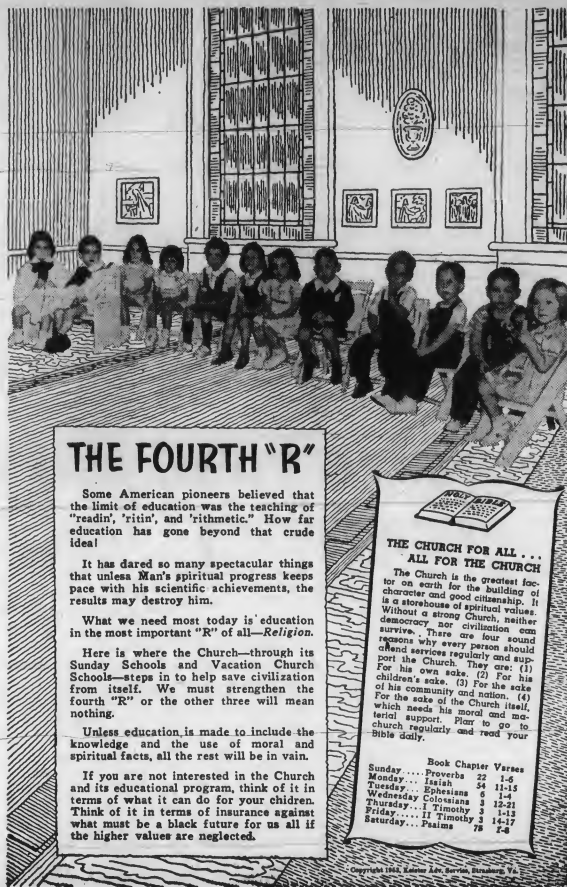 THE FOURTH "R"
Some American pioneers believed that
the limit of education was the teaching of
"readin', 'ritin', and 'rithmetic." How far
education has gone beyond that crude
idea!
It has dared so many spectacular things
that unless Man's spiritual progress keeps
pace with his scientific achievements, the
results may destroy him.
What we need most today is education
in the most important "R" of all—Religion.
Here is where the Church—through its
Sunday Schools and Vacation Church
Schools—steps in to help save civilization
from itself. We must strengthen the
fourth "R" or the other three will mean
nothing.
Unless education is made to include the
knowledge and the use of moral and
spiritual facts, all the rest will be in vain.
If you are not interested in the Church
and its educational program, think of it in
terms of what it can do for your chidren.
Think of it in terms of insurance against
what must be a black future for us all if
the higher values are neglected.
HOLY BIBLE
THE CHURCH FOR ALL . . .
ALL FOR THE CHURCH
The Church is the greatest fac-
tor on earth for the building of
character and good citizenship. It
is a storehouse of spiritual values.
Without a strong Church, neither
democracy nor civilization can
survive. There are four sound
reasons why every person should
attend services regularly and sup-
port the Church. They are: (1)
For his own sake. (2) For his
children's sake. (3) For the sake
of his community and nation. (4)
For the sake of the Church itself,
which needs his moral and ma-
terial support. Plan to go to
church regularly and read your
Bible daily.
Book Chapter Verses
Sunday..... Proverbs 22 1-6
Monday... Isaiah 54 11-15
Tuesday... Ephesians 6 1-4
Wednesday Colossians 3 12-21
Thursday... I Timothy 3 1-13
Friday..... II Timothy 3 14-17
Saturday... Psalms 78 1-8
Copyright 1953, Keister Adv. Service, Strasburg, Va.